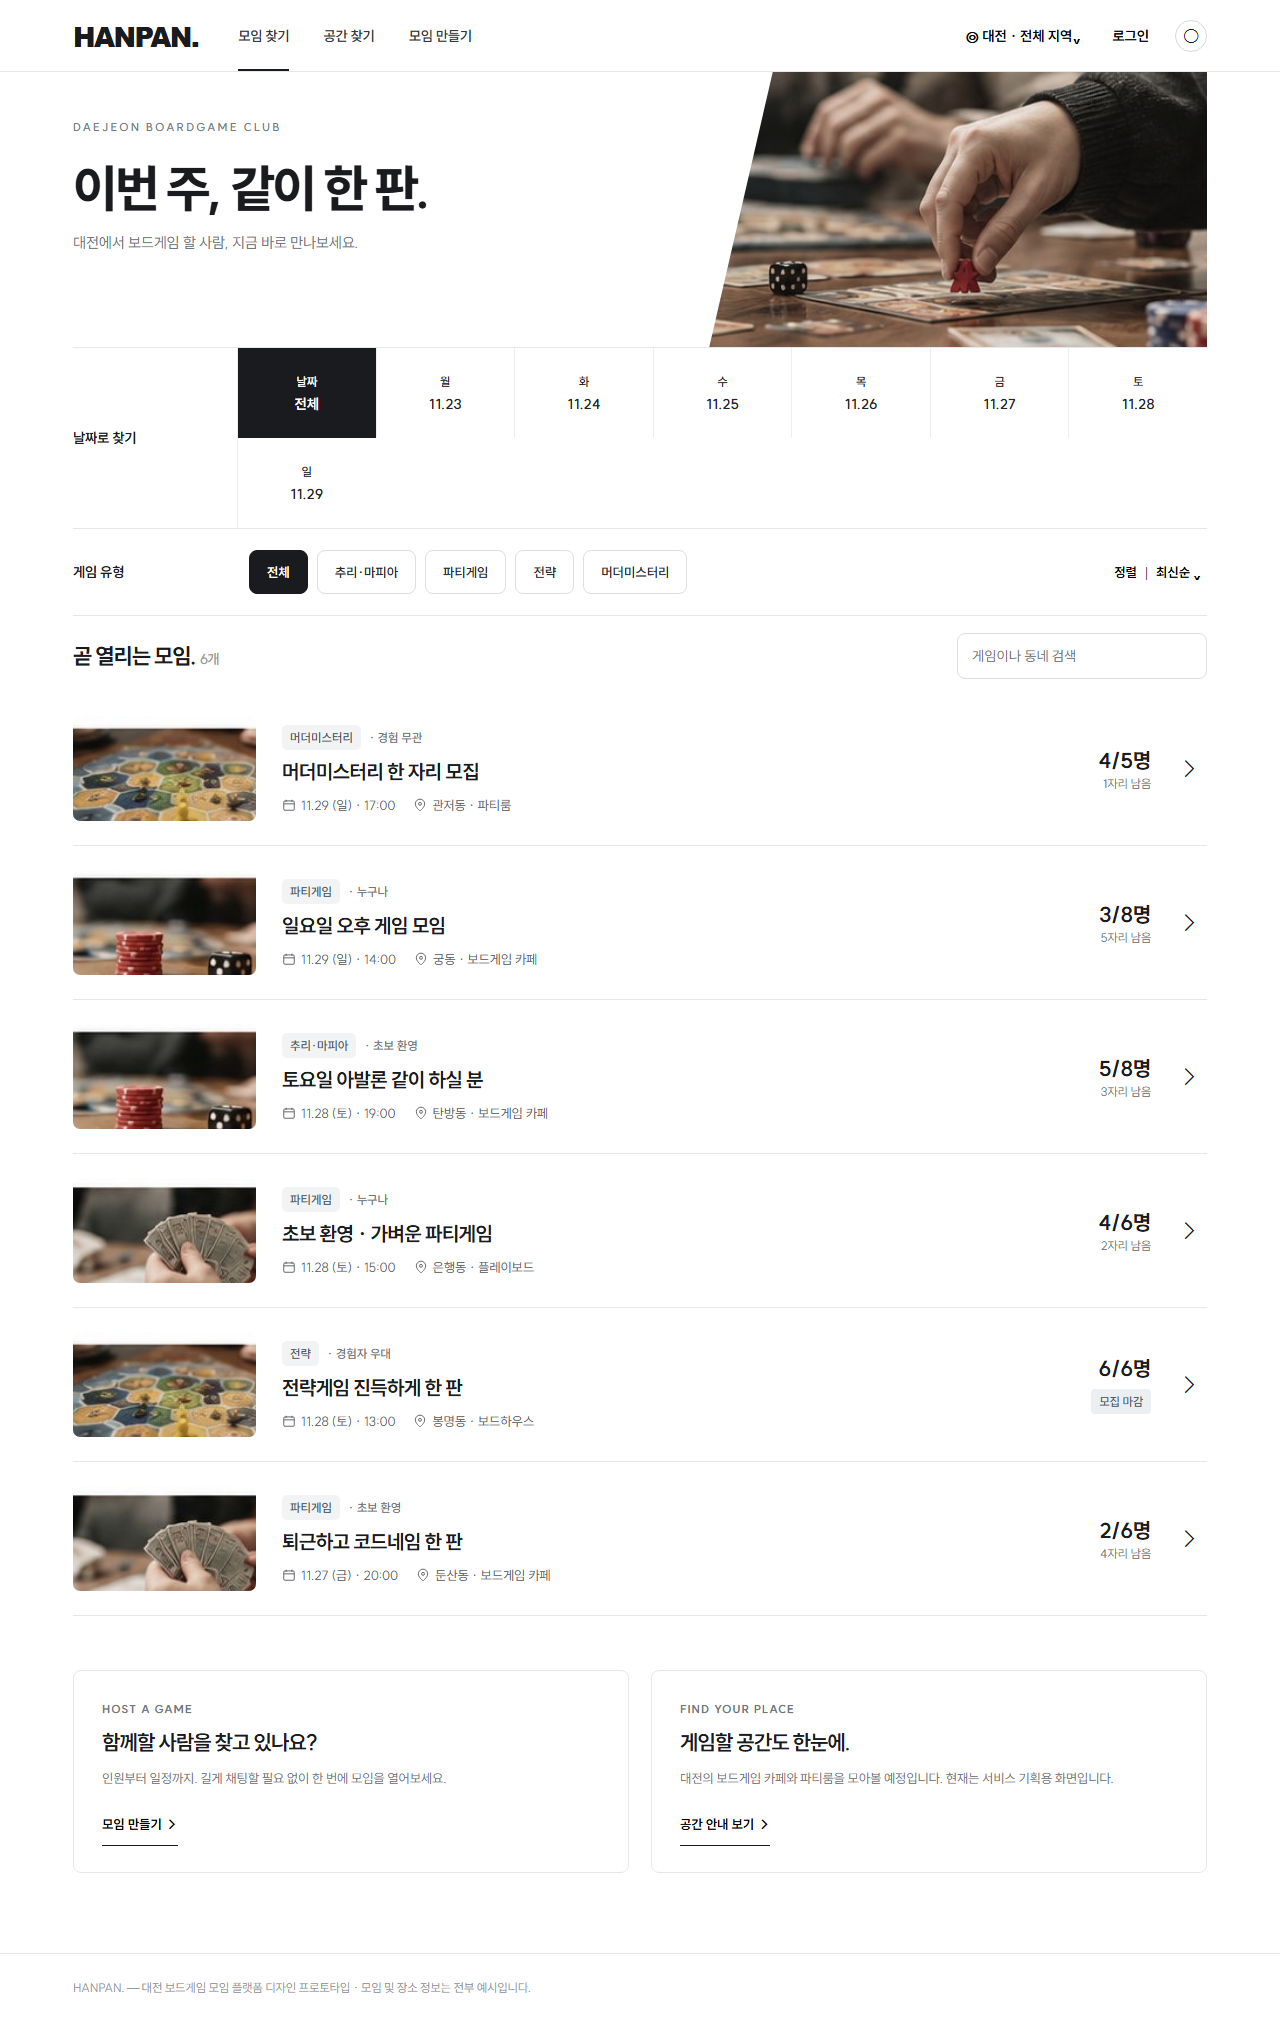 HANPAN.
모임 찾기
공간 찾기
모임 만들기
◎ 대전 · 전체 지역
로그인
DAEJEON BOARDGAME CLUB
이번 주, 같이 한 판.
대전에서 보드게임 할 사람, 지금 바로 만나보세요.
날짜로 찾기
날짜
전체
월
11.23
화
11.24
수
11.25
목
11.26
금
11.27
토
11.28
일
11.29
게임 유형
전체
추리·마피아
파티게임
전략
머더미스터리
정렬 | 최신순
곧 열리는 모임. 6개
게임이나 동네 검색
머더미스터리 · 경험 무관
머더미스터리 한 자리 모집
11.29 (일) · 17:00 관저동 · 파티룸
4/5명
1자리 남음
파티게임 · 누구나
일요일 오후 게임 모임
11.29 (일) · 14:00 궁동 · 보드게임 카페
3/8명
5자리 남음
추리·마피아 · 초보 환영
토요일 아발론 같이 하실 분
11.28 (토) · 19:00 탄방동 · 보드게임 카페
5/8명
3자리 남음
파티게임 · 누구나
초보 환영 · 가벼운 파티게임
11.28 (토) · 15:00 은행동 · 플레이보드
4/6명
2자리 남음
전략 · 경험자 우대
전략게임 진득하게 한 판
11.28 (토) · 13:00 봉명동 · 보드하우스
6/6명
모집 마감
파티게임 · 초보 환영
퇴근하고 코드네임 한 판
11.27 (금) · 20:00 둔산동 · 보드게임 카페
2/6명
4자리 남음
HOST A GAME
함께할 사람을 찾고 있나요?
인원부터 일정까지. 길게 채팅할 필요 없이 한 번에 모임을 열어보세요.
모임 만들기
FIND YOUR PLACE
게임할 공간도 한눈에.
대전의 보드게임 카페와 파티룸을 모아볼 예정입니다. 현재는 서비스 기획용 화면입니다.
공간 안내 보기
HANPAN. — 대전 보드게임 모임 플랫폼 디자인 프로토타입 · 모임 및 장소 정보는 전부 예시입니다.